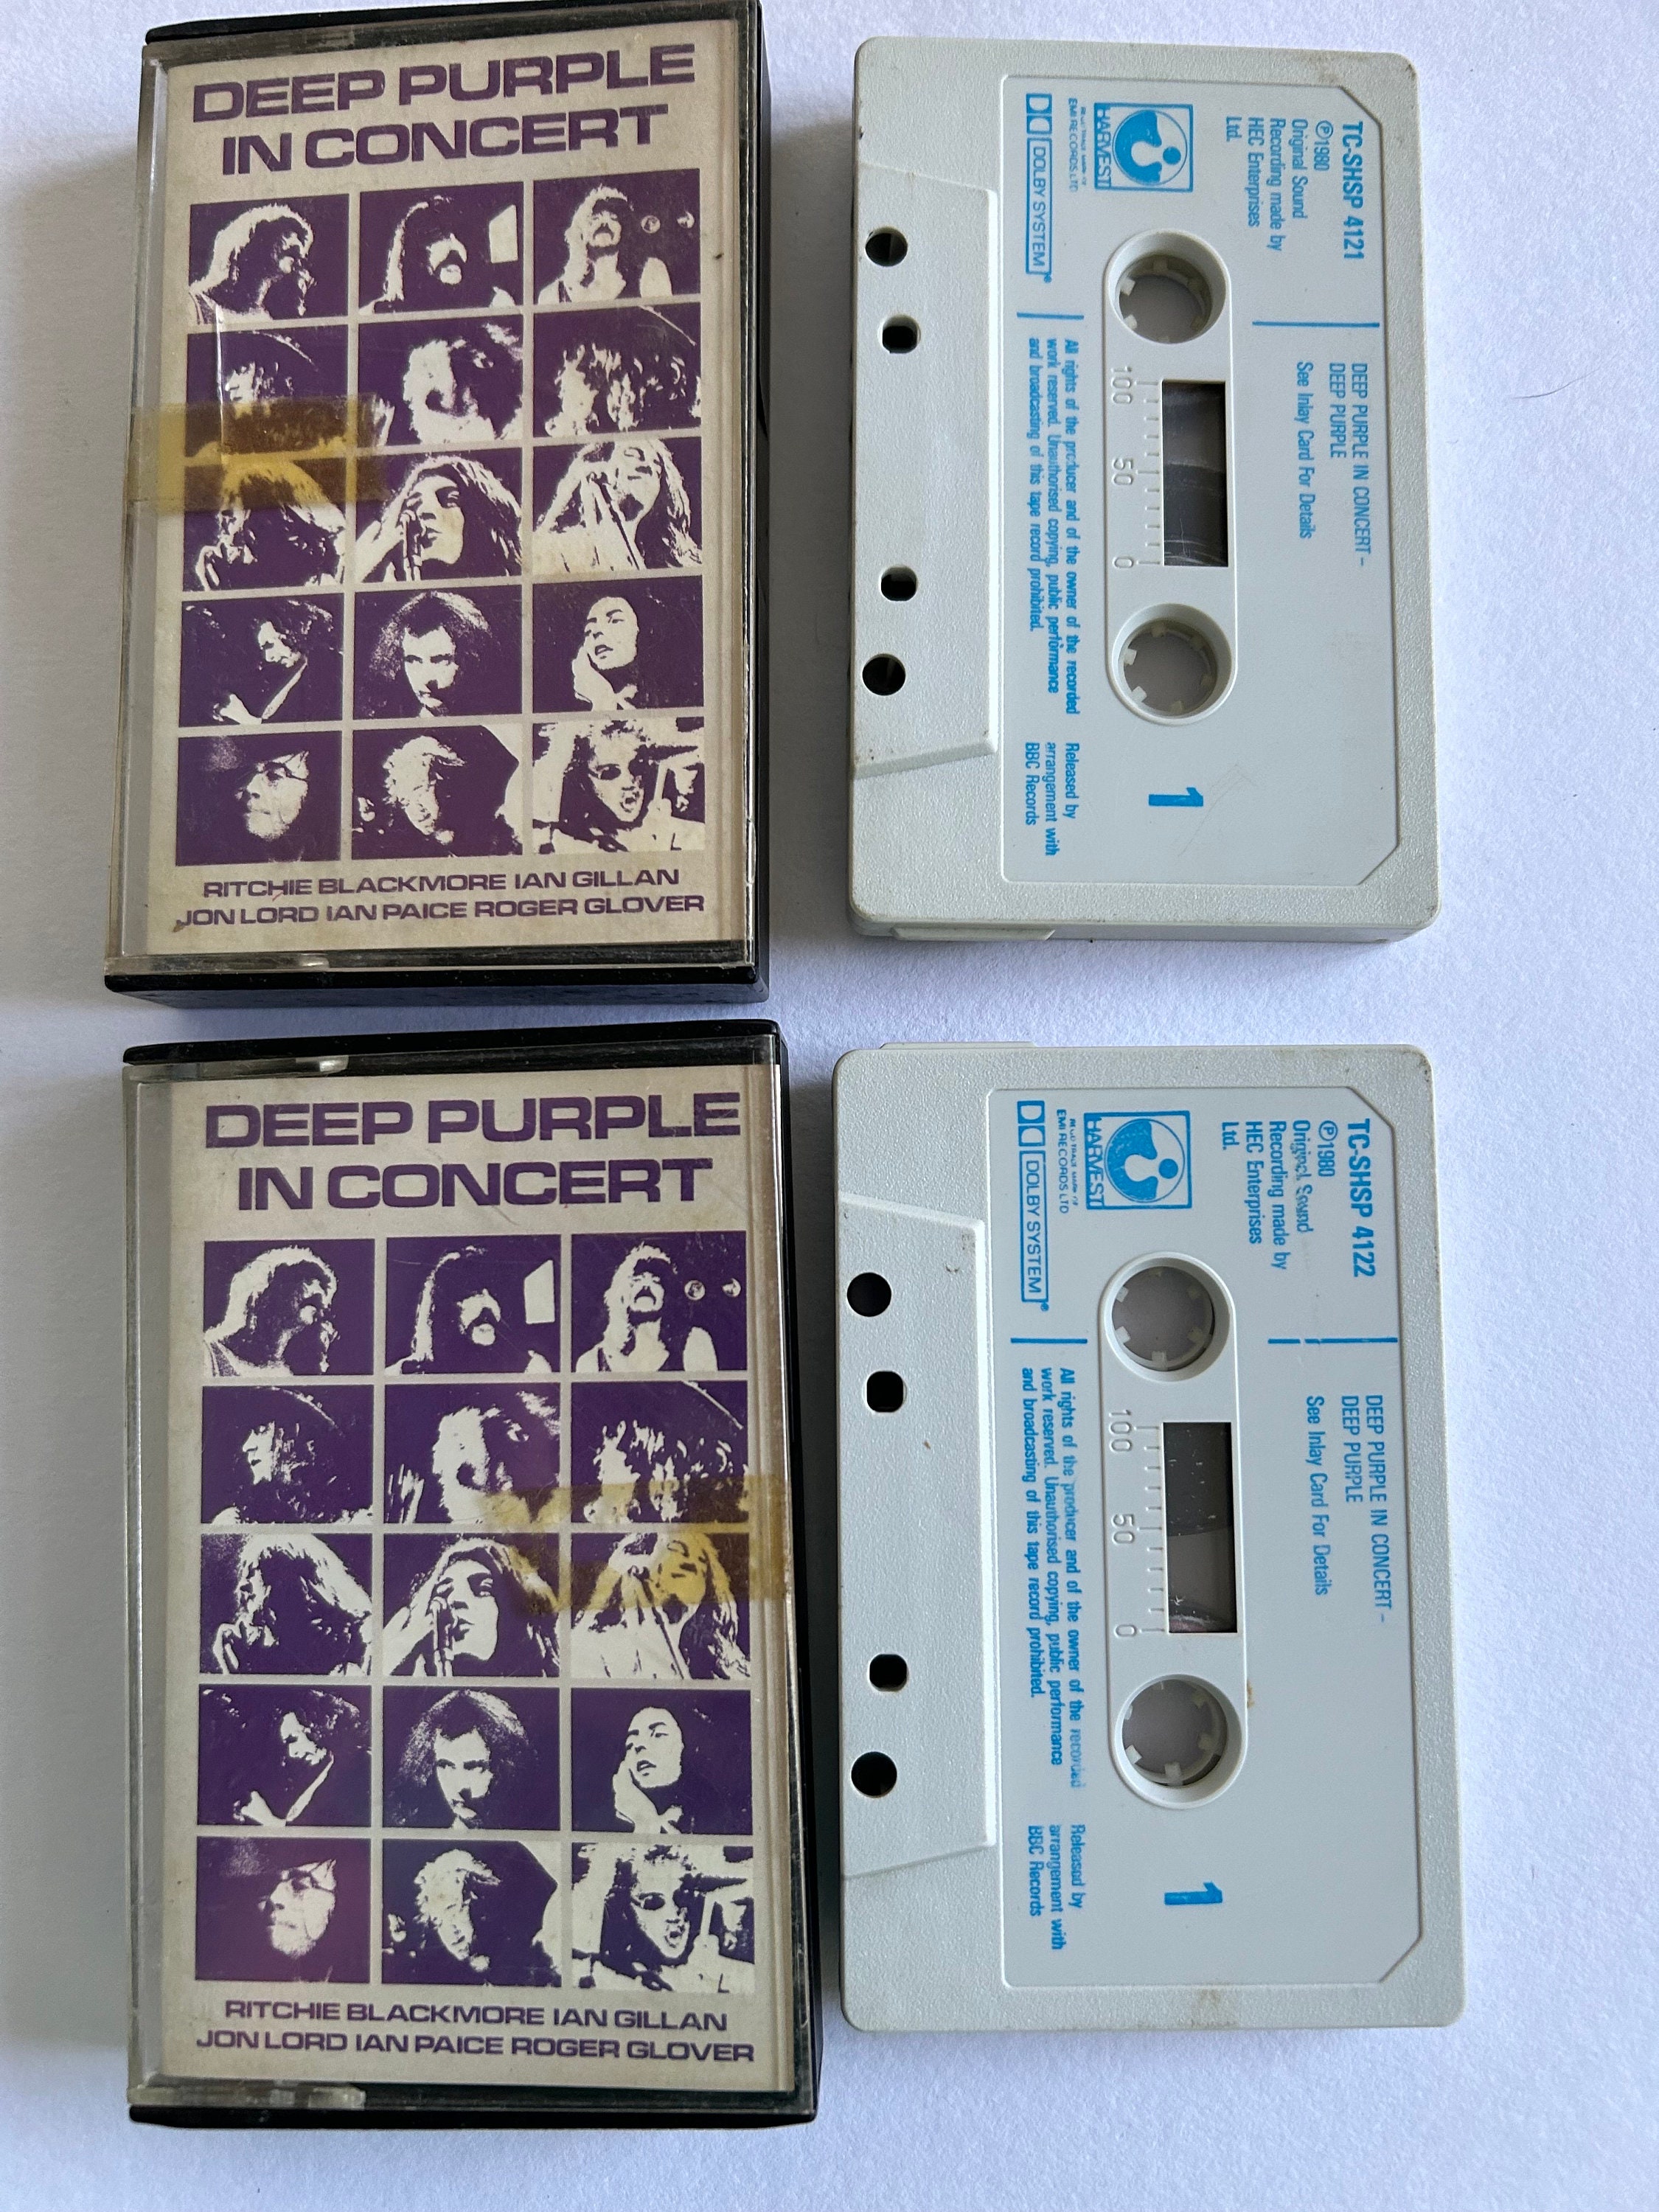 DEEP PURPLE
IN CONCERT
RITCHIE BLACKMORE IAN GILLAN
JON LORD IAN PAICE ROGER GLOVER
TC-SHSP 4121
℗1980
Original Sound
Recording made by
HEC Enterprises
Ltd.
HARVEST
EMI RECORDS LTD
DOLBY SYSTEM
DEEP PURPLE IN CONCERT –
DEEP PURPLE
See Inlay Card For Details
100 50 0
All rights of the producer and of the owner of the recorded
work reserved. Unauthorised copying, public performance
and broadcasting of this tape record prohibited.
1
Released by
arrangement with
BBC Records
DEEP PURPLE
IN CONCERT
RITCHIE BLACKMORE IAN GILLAN
JON LORD IAN PAICE ROGER GLOVER
TC-SHSP 4122
℗1980
Original Sound
Recording made by
HEC Enterprises
Ltd.
HARVEST
EMI RECORDS LTD
DOLBY SYSTEM
DEEP PURPLE IN CONCERT –
DEEP PURPLE
See Inlay Card For Details
100 50 0
All rights of the producer and of the owner of the recorded
work reserved. Unauthorised copying, public performance
and broadcasting of this tape record prohibited.
1
Released by
arrangement with
BBC Records